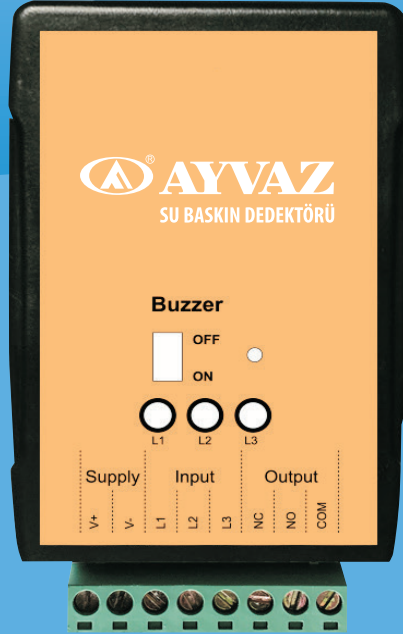 ® AYVAZ
SU BASKIN DEDEKTÖRÜ
Buzzer
OFF
ON
L1 L2 L3
Supply Input Output
V+ V- L1 L2 L3 NC NO COM